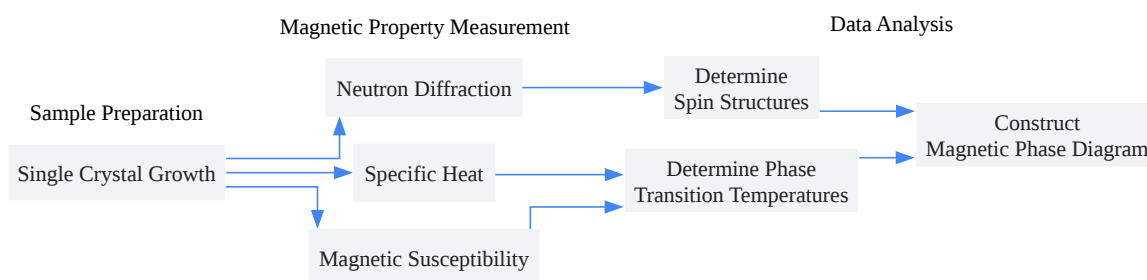 Magnetic Property Measurement
Data Analysis
Neutron Diffraction
Determine
Spin Structures
Sample Preparation
Construct
Magnetic Phase Diagram
Single Crystal Growth
Specific Heat
Determine Phase
Transition Temperatures
Magnetic Susceptibility